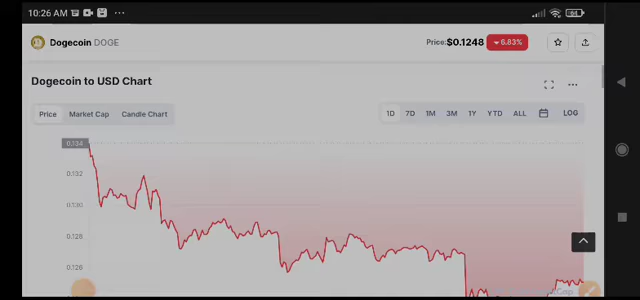 10:26 AM
Dogecoin DOGE
Price: $0.1248 6.83%
Dogecoin to USD Chart
Price Market Cap Candle Chart
1D 7D 1M 3M 1Y YTD ALL LOG
0.134
0.132
0.130
0.128
0.126